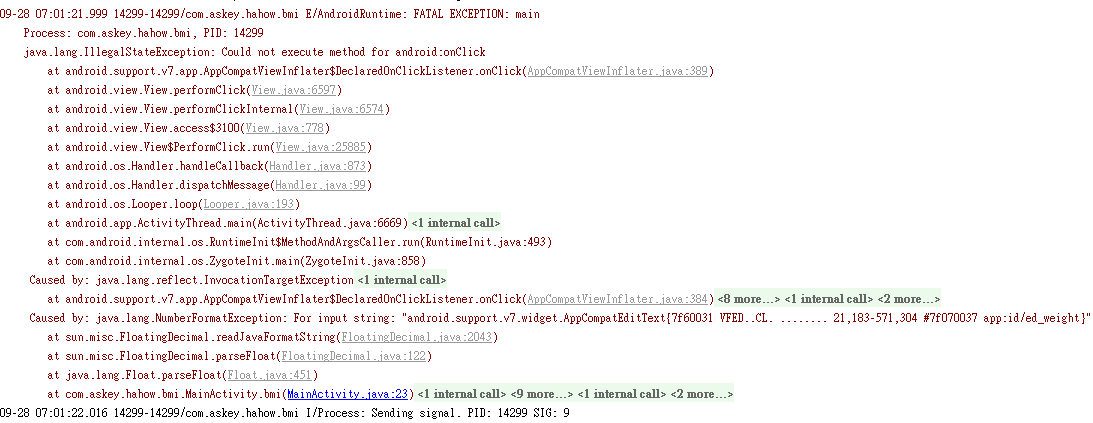 09-28 07:01:21.999 14299-14299/com.askey.hahow.bmi E/AndroidRuntime: FATAL EXCEPTION: main
Process: com.askey.hahow.bmi, PID: 14299
java.lang.IllegalStateException: Could not execute method for android:onClick
at android.support.v7.app.AppCompatViewInflater$DeclaredOnClickListener.onClick(AppCompatViewInflater.java:389)
at android.view.View.performClick(View.java:6597)
at android.view.View.performClickInternal(View.java:6574)
at android.view.View.access$3100(View.java:778)
at android.view.View$PerformClick.run(View.java:25885)
at android.os.Handler.handleCallback(Handler.java:873)
at android.os.Handler.dispatchMessage(Handler.java:99)
at android.os.Looper.loop(Looper.java:193)
at android.app.ActivityThread.main(ActivityThread.java:6669) <1 internal call>
at com.android.internal.os.RuntimeInit$MethodAndArgsCaller.run(RuntimeInit.java:493)
at com.android.internal.os.ZygoteInit.main(ZygoteInit.java:858)
Caused by: java.lang.reflect.InvocationTargetException <1 internal call>
at android.support.v7.app.AppCompatViewInflater$DeclaredOnClickListener.onClick(AppCompatViewInflater.java:384) <8 more...> <1 internal call> <2 more...>
Caused by: java.lang.NumberFormatException: For input string: "android.support.v7.widget.AppCompatEditText{7f60031 VFED..CL. ........ 21,183-571,304 #7f070037 app:id/ed_weight}"
at sun.misc.FloatingDecimal.readJavaFormatString(FloatingDecimal.java:2043)
at sun.misc.FloatingDecimal.parseFloat(FloatingDecimal.java:122)
at java.lang.Float.parseFloat(Float.java:451)
at com.askey.hahow.bmi.MainActivity.bmi(MainActivity.java:23) <1 internal call> <9 more...> <1 internal call> <2 more...>
09-28 07:01:22.016 14299-14299/com.askey.hahow.bmi I/Process: Sending signal. PID: 14299 SIG: 9